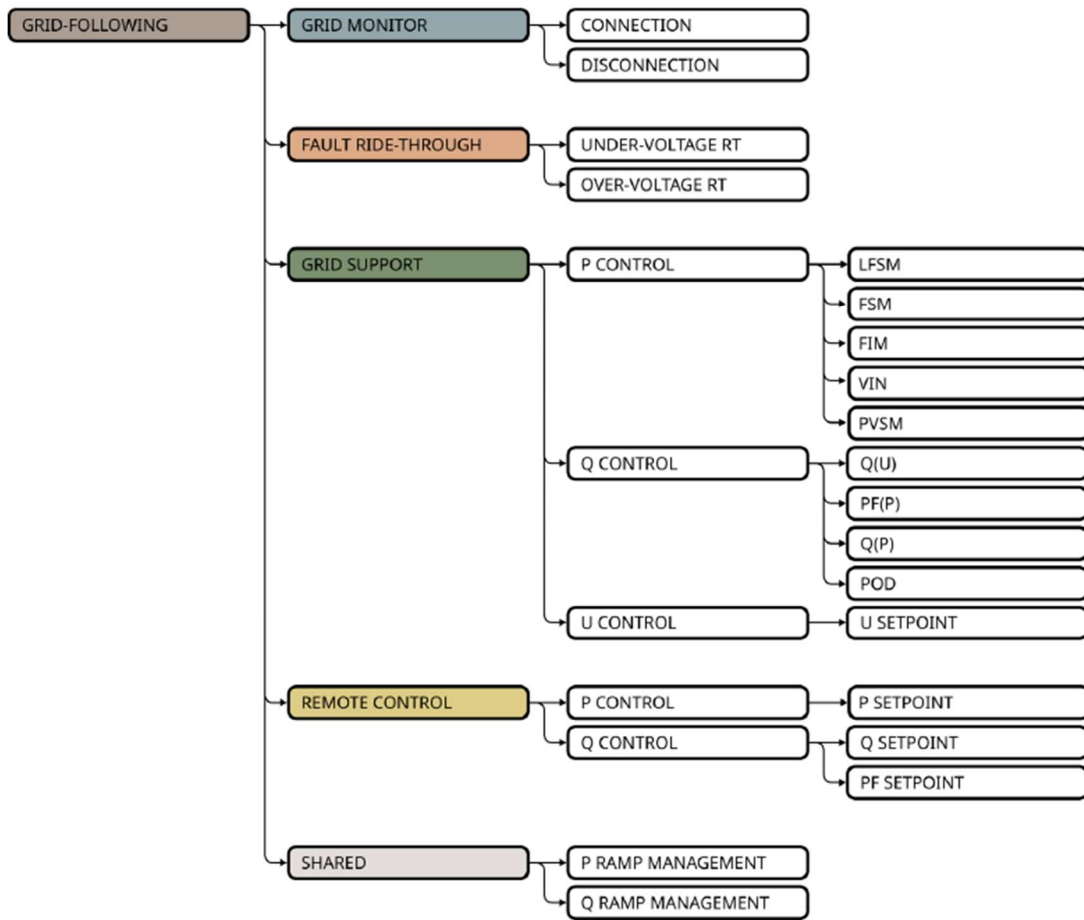 GRID-FOLLOWING
GRID MONITOR
CONNECTION
DISCONNECTION
FAULT RIDE-THROUGH
UNDER-VOLTAGE RT
OVER-VOLTAGE RT
GRID SUPPORT
P CONTROL
LFSM
FSM
FIM
VIN
PVSM
Q CONTROL
Q(U)
PF(P)
Q(P)
POD
U CONTROL
U SETPOINT
REMOTE CONTROL
P CONTROL
P SETPOINT
Q CONTROL
Q SETPOINT
PF SETPOINT
SHARED
P RAMP MANAGEMENT
Q RAMP MANAGEMENT